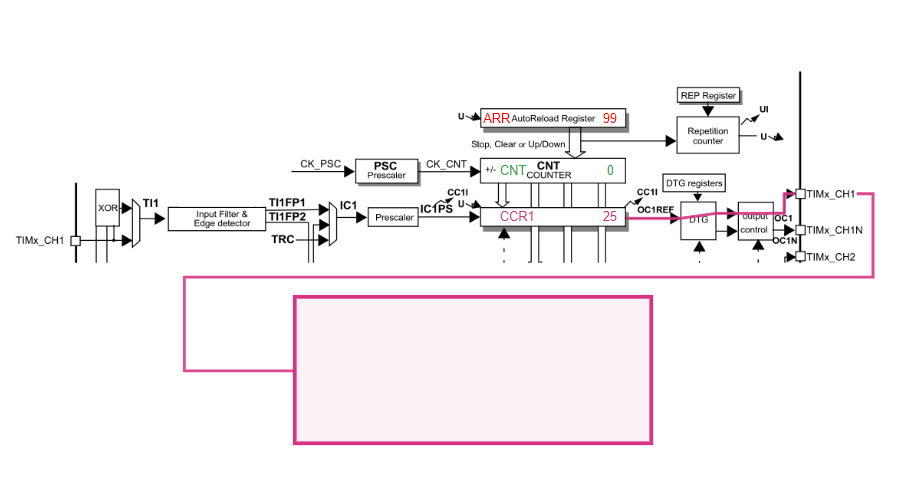 REP Register
UI
U
ARR AutoReload Register 99
Stop, Clear or Up/Down
Repetition
counter
U
CK_PSC
PSC
Prescaler
CK_CNT
+/- CNT CNT 0
COUNTER
DTG registers
XOR
TI1
Input Filter &
Edge detector
TI1FP1
TI1FP2
TRC
IC1
Prescaler
CC1I
U
IC1PS
CCR1 25
CC1I
OC1REF
DTG
output
control
OC1
OC1N
TIMx_CH1
TIMx_CH1
TIMx_CH1N
TIMx_CH2